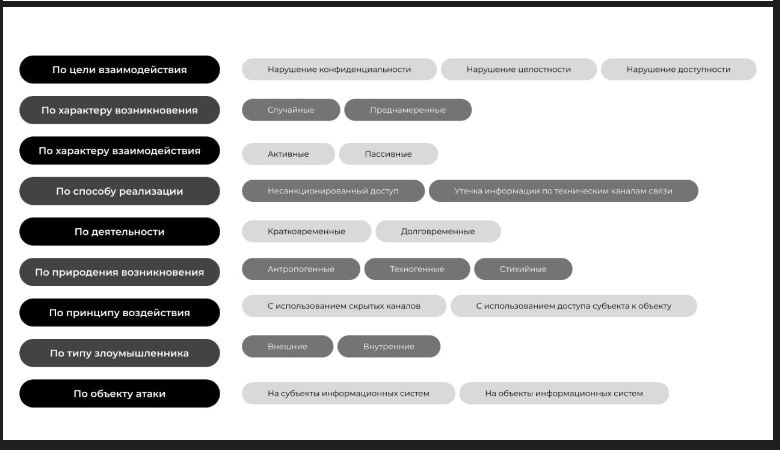 По цели взаимодействия Нарушение конфиденциальности Нарушение целостности Нарушение доступности
По характеру возникновения Случайные Преднамеренные
По характеру взаимодействия Активные Пассивные
По способу реализации Несанкционированный доступ Утечка информации по техническим каналам связи
По деятельности Кратковременные Долговременные
По природения возникновения Антропогенные Техногенные Стихийные
По принципу воздействия С использованием скрытых каналов С использованием доступа субъекта к объекту
По типу злоумышленника Внешние Внутренние
По объекту атаки На субъекты информационных систем На объекты информационных систем